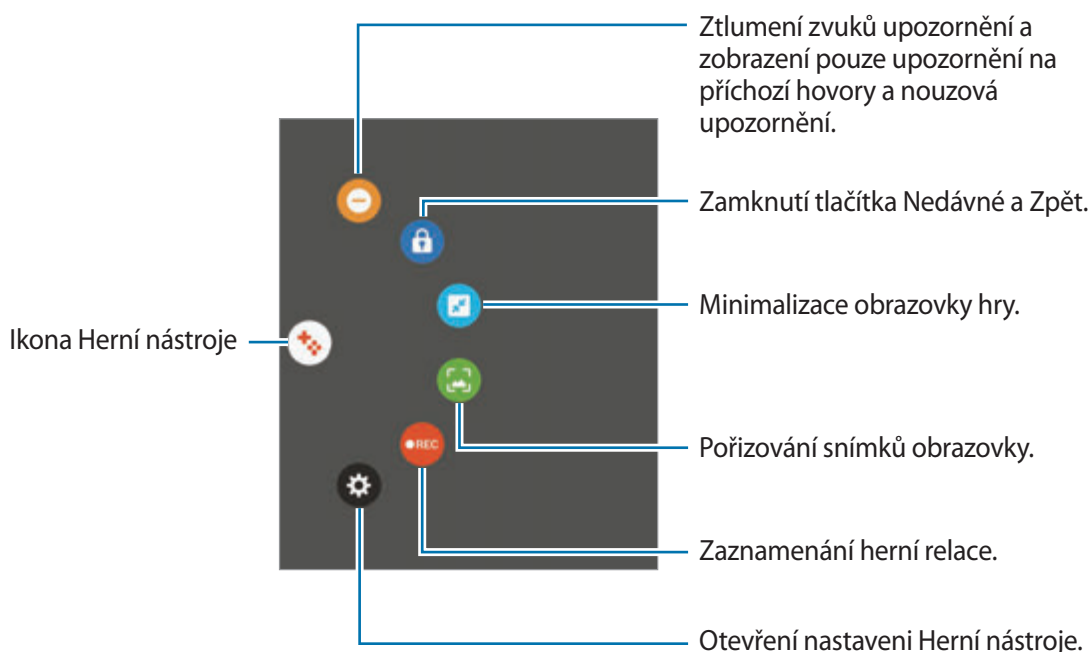 Ztlumení zvuků upozornění a
zobrazení pouze upozornění na
příchozí hovory a nouzová
upozornění.
Zamknutí tlačítka Nedávné a Zpět.
Minimalizace obrazovky hry.
Ikona Herní nástroje
Pořizování snímků obrazovky.
REC
Zaznamenání herní relace.
Otevření nastaveni Herní nástroje.